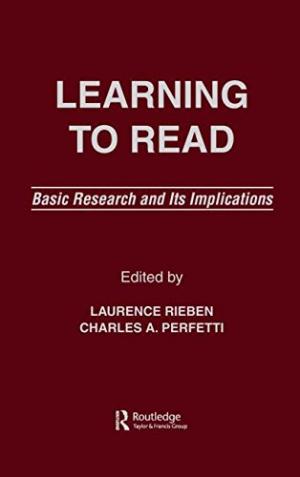 LEARNING
TO READ
Basic Research and Its Implications
Edited by
LAURENCE RIEBEN
CHARLES A. PERFETTI
R
Routledge
Taylor & Francis Group